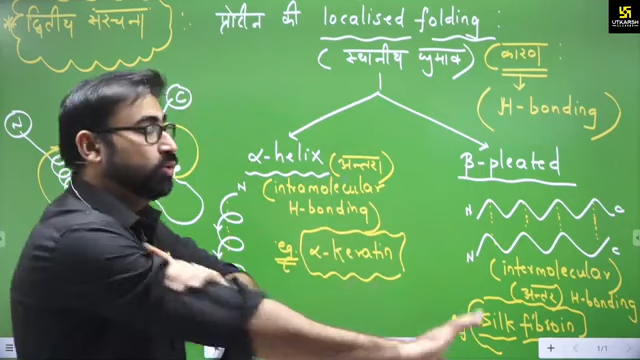 * द्वितीय संरचना
प्रोटीन की localised folding :
(स्थानीय घुमाव)
कारण :
(H-bonding)
N
C
α-helix (अन्तरा)
(intramolecular
H-bonding)
N
eg. α-keratin
β-pleated
N C
N C
(intermolecular)
(अन्तर) H-bonding
Silk fibroin
UTKARSH
1/1